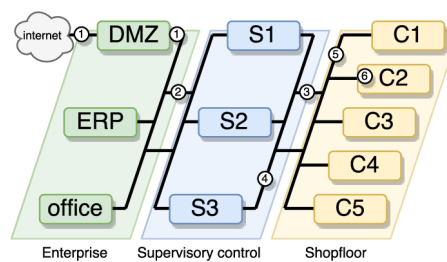 internet
1
DMZ
1
S1
C1
5
6
C2
2
3
ERP
S2
C3
C4
4
office
S3
C5
Enterprise
Supervisory control
Shopfloor